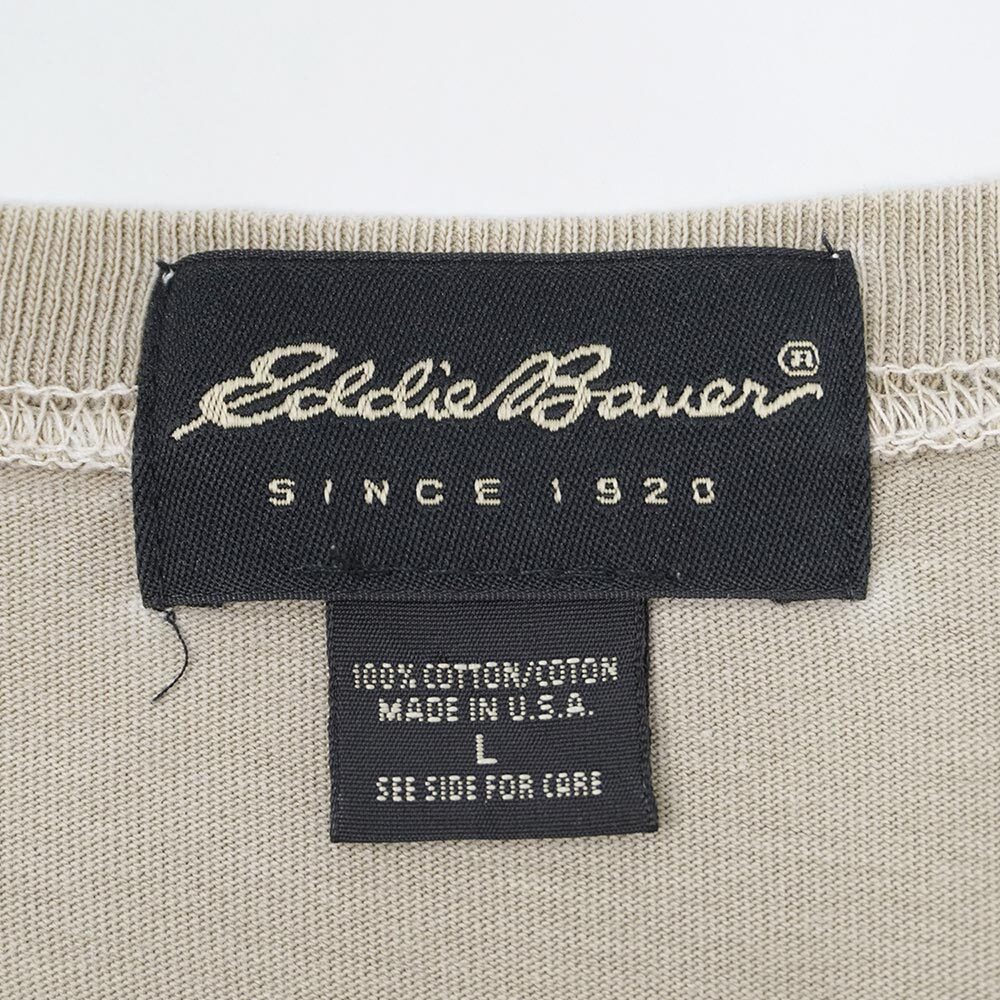 Eddie Bauer®
SINCE 1920
100% COTTON/COTON
MADE IN U.S.A.
L
SEE SIDE FOR CARE